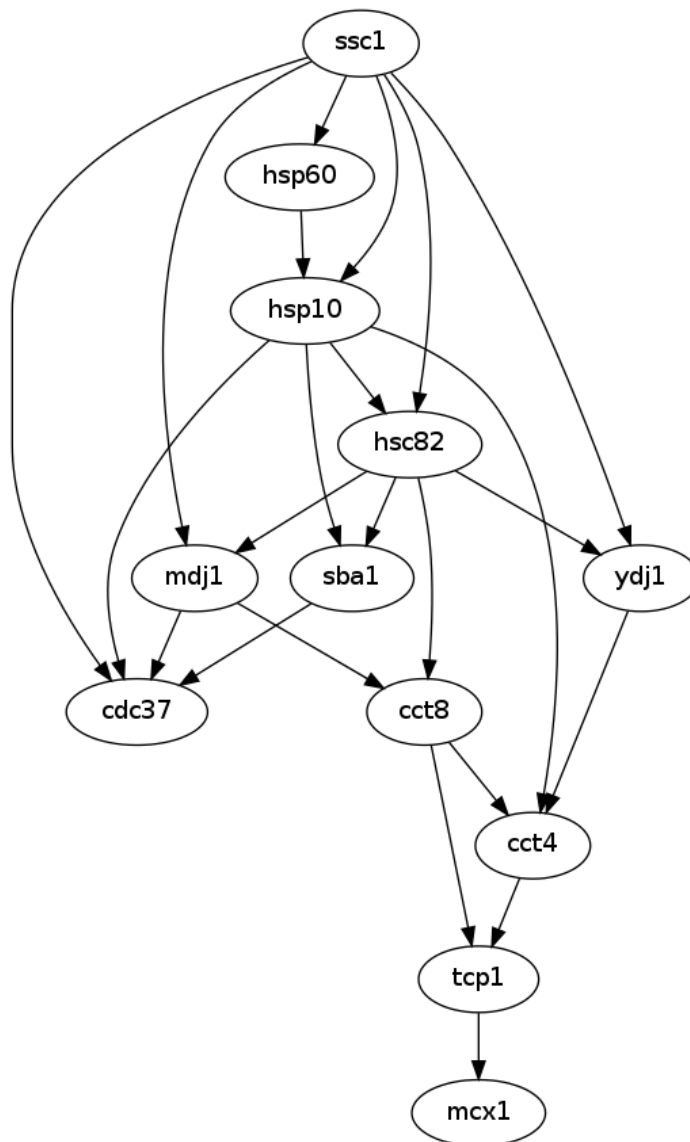 ssc1
hsp60
hsp10
hsc82
mdj1
sba1
ydj1
cdc37
cct8
cct4
tcp1
mcx1